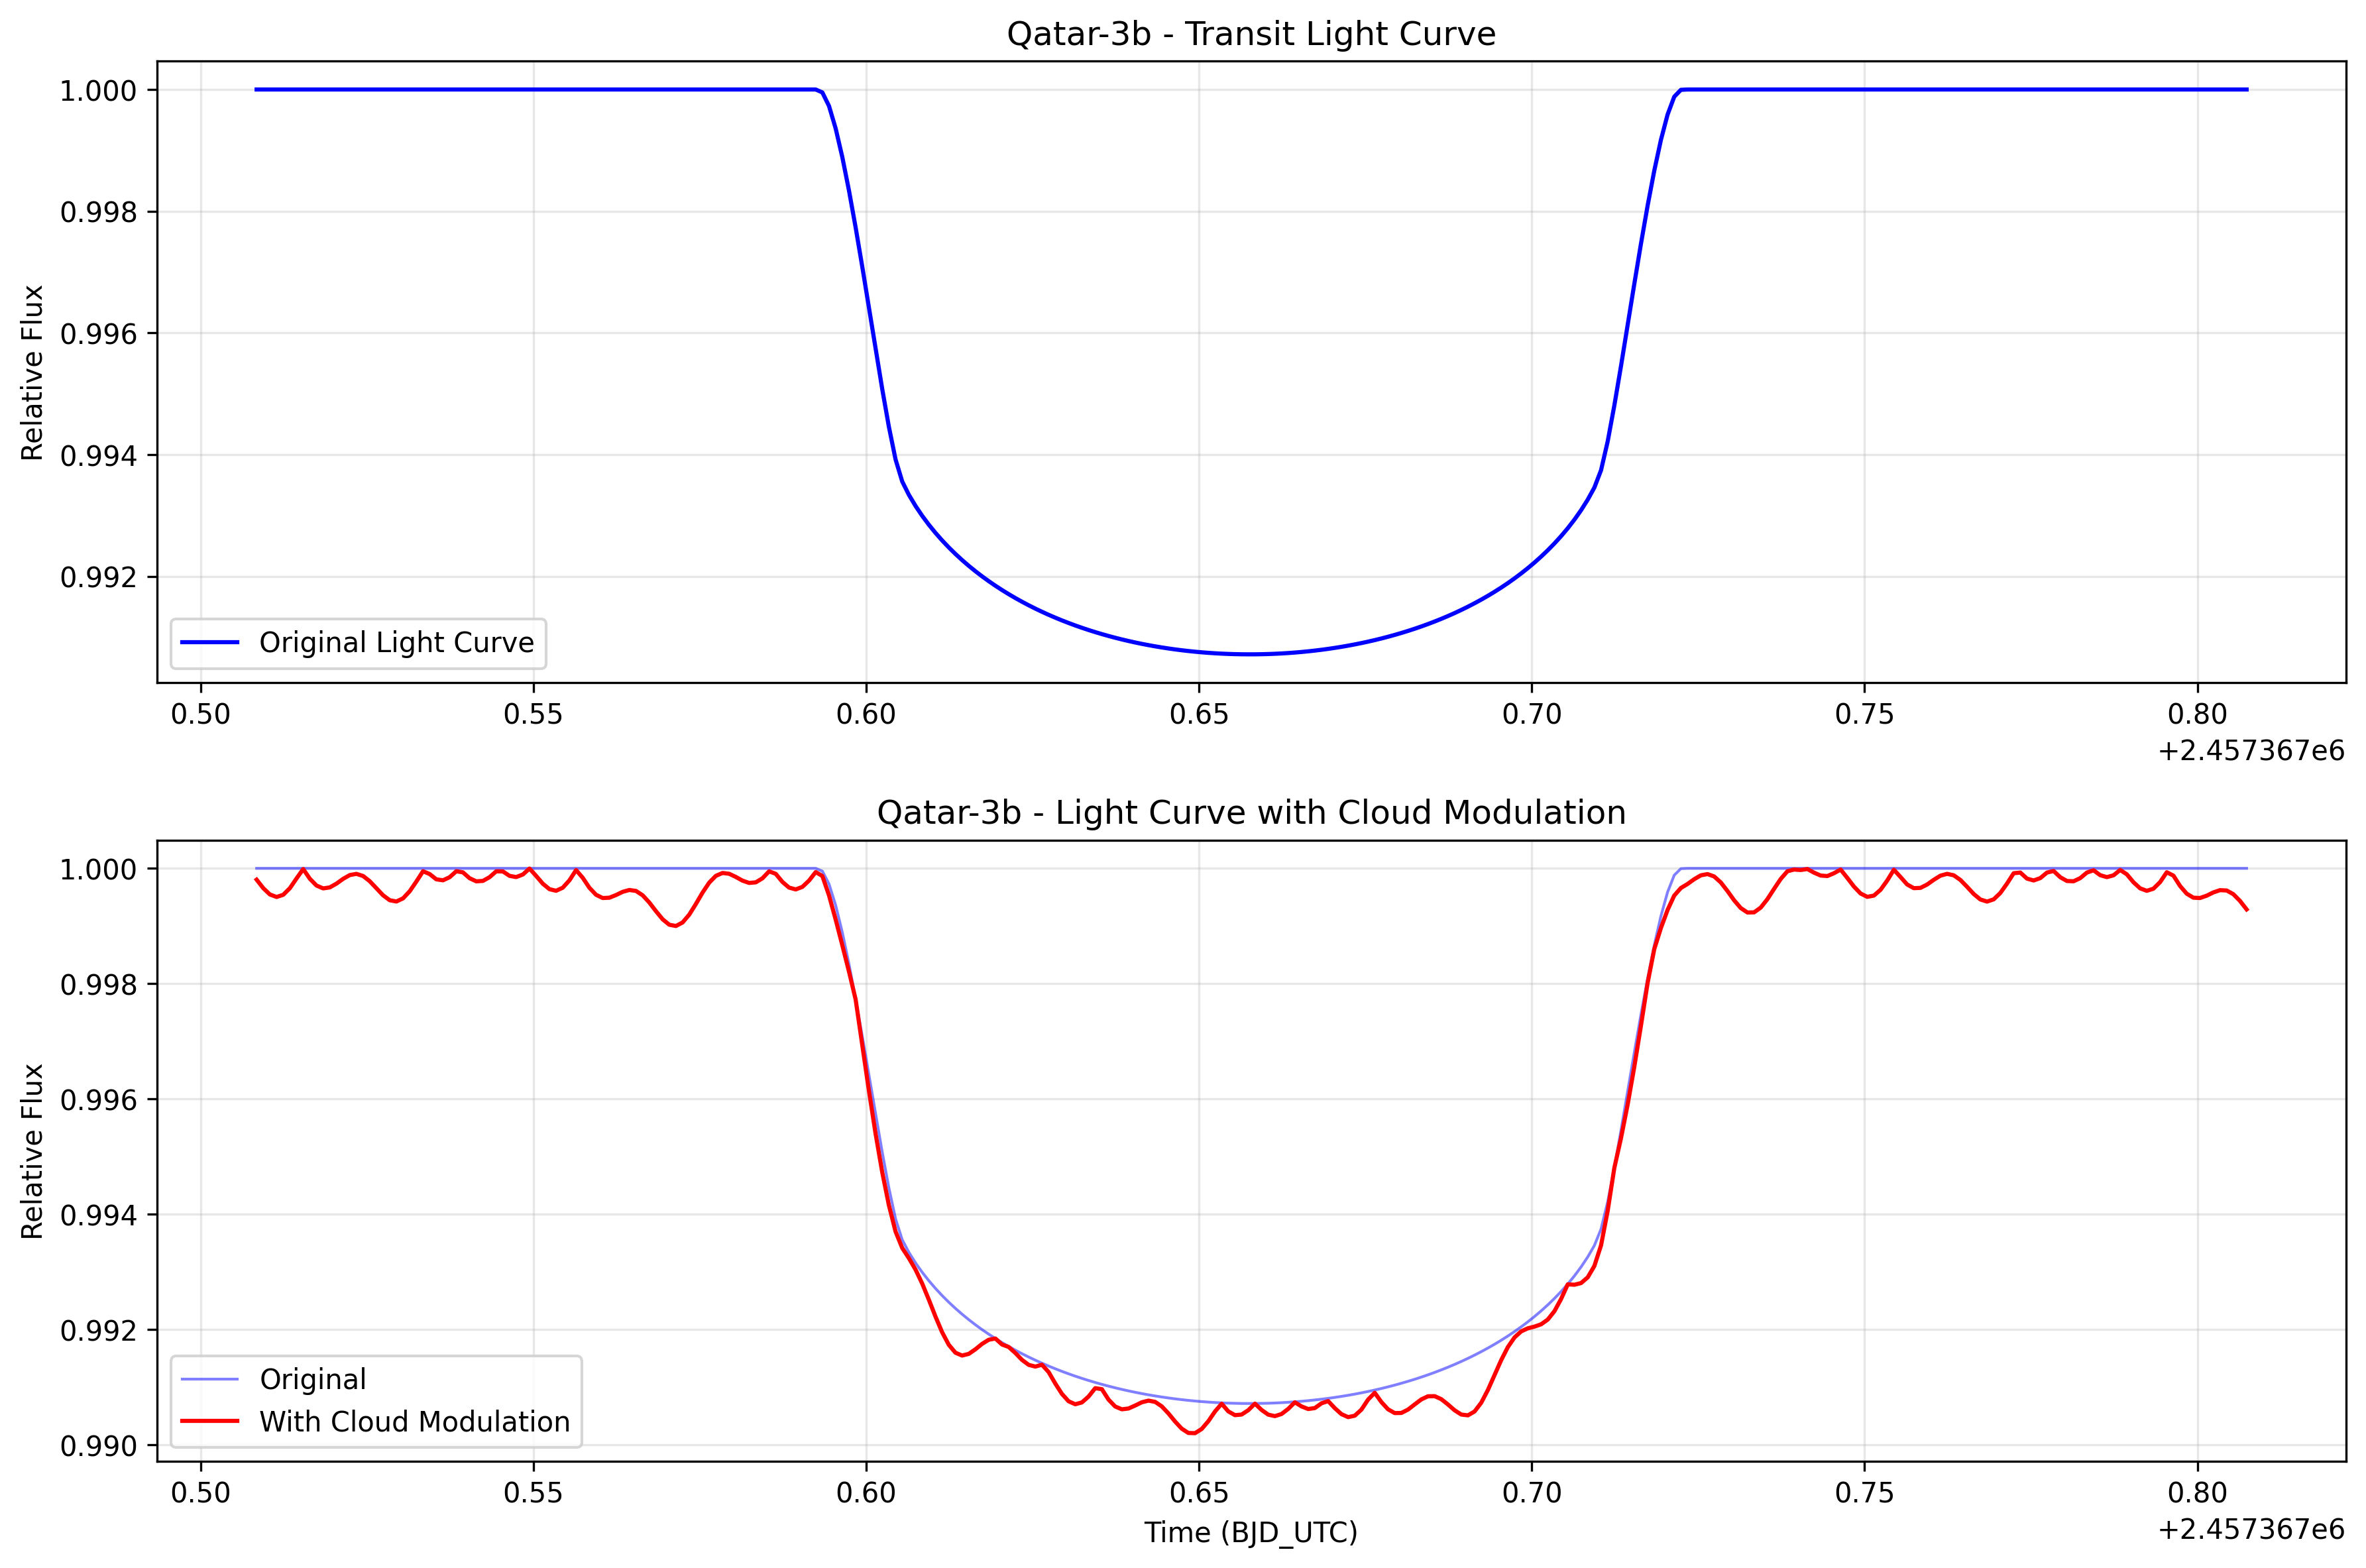 Qatar-3b - Transit Light Curve
1.000
0.998
0.996
0.994
0.992
Relative Flux
Original Light Curve
0.50 0.55 0.60 0.65 0.70 0.75 0.80
+2.457367e6
Qatar-3b - Light Curve with Cloud Modulation
1.000
0.998
0.996
0.994
0.992
0.990
Relative Flux
Original
With Cloud Modulation
0.50 0.55 0.60 0.65 0.70 0.75 0.80
Time (BJD_UTC)
+2.457367e6